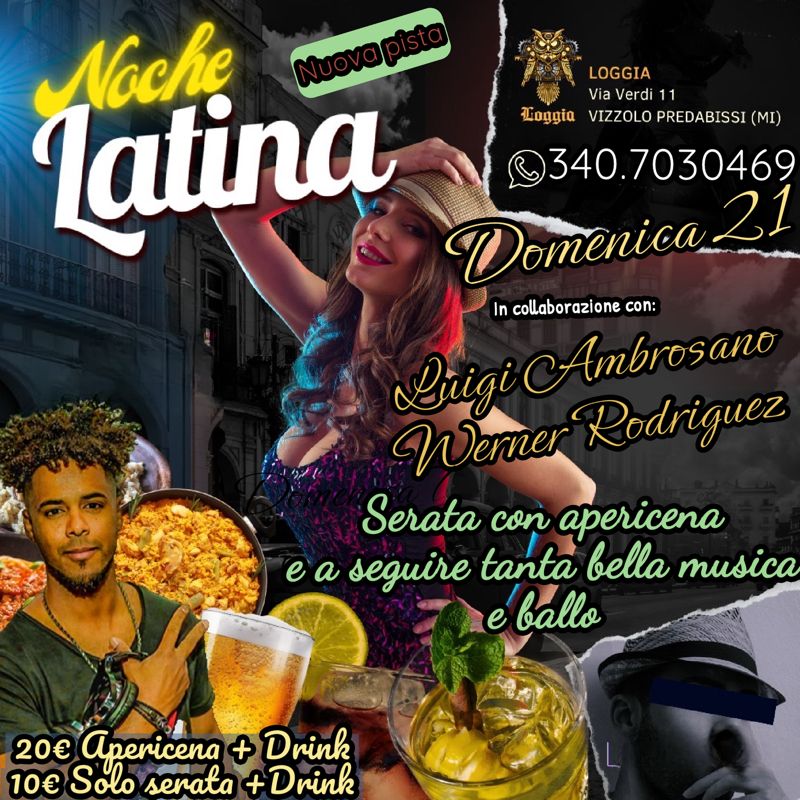 Noche
Latina
Nuova pista
Loggia
LOGGIA
Via Verdi 11
VIZZOLO PREDABISSI (MI)
340.7030469
Domenica 21
In collaborazione con:
Luigi Ambrosano
Werner Rodriguez
Domenica
Serata con apericena
e a seguire tanta bella musica
e ballo
L
20€ Apericena + Drink
10€ Solo serata +Drink